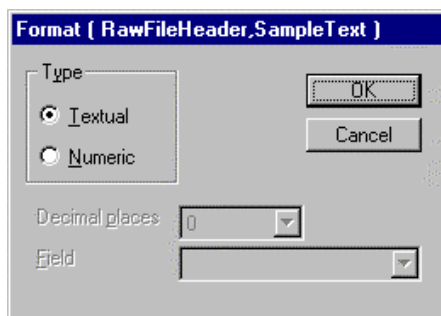 Format ( RawFileHeader,SampleText )
Type
Textual
Numeric
OK
Cancel
Decimal places
0
Field